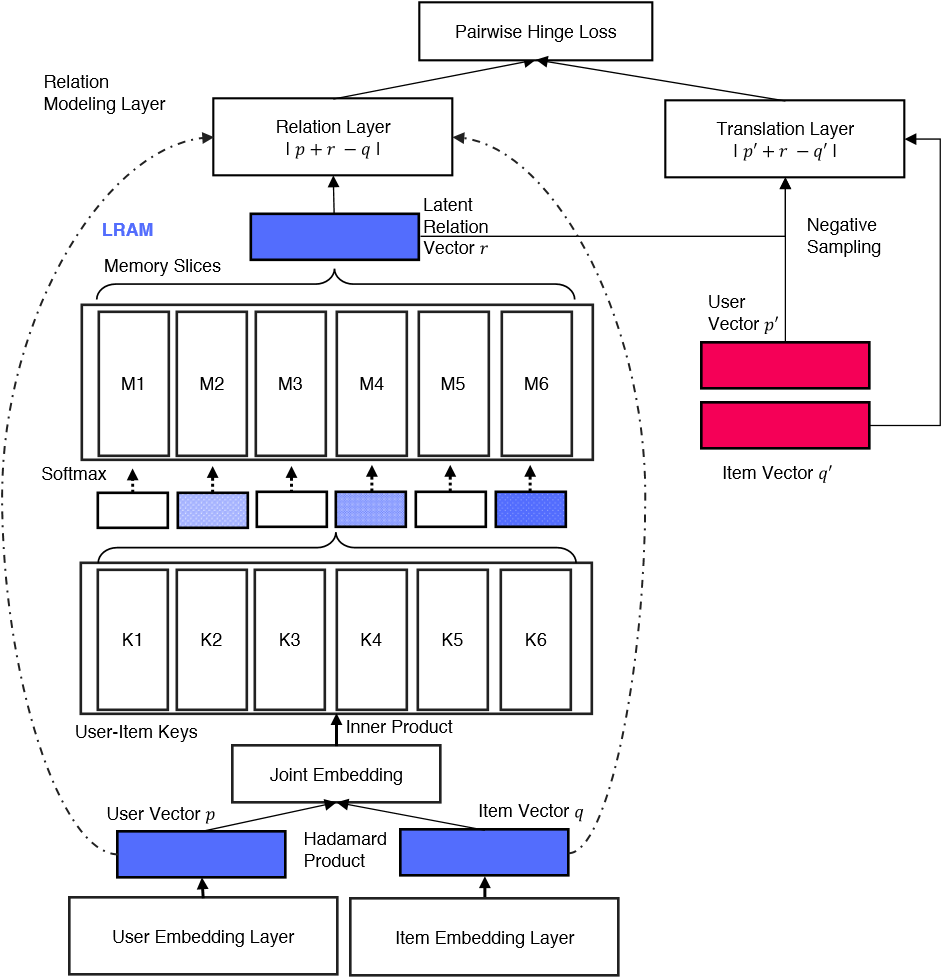 Pairwise Hinge Loss
Relation
Modeling Layer
Relation Layer
| p + r − q |
Translation Layer
| p′ + r − q′ |
LRAM
Latent
Relation
Vector r
Negative
Sampling
Memory Slices
User
Vector p′
M1 M2 M3 M4 M5 M6
Item Vector q′
Softmax
K1 K2 K3 K4 K5 K6
User-Item Keys
Inner Product
Joint Embedding
User Vector p
Item Vector q
Hadamard
Product
User Embedding Layer
Item Embedding Layer